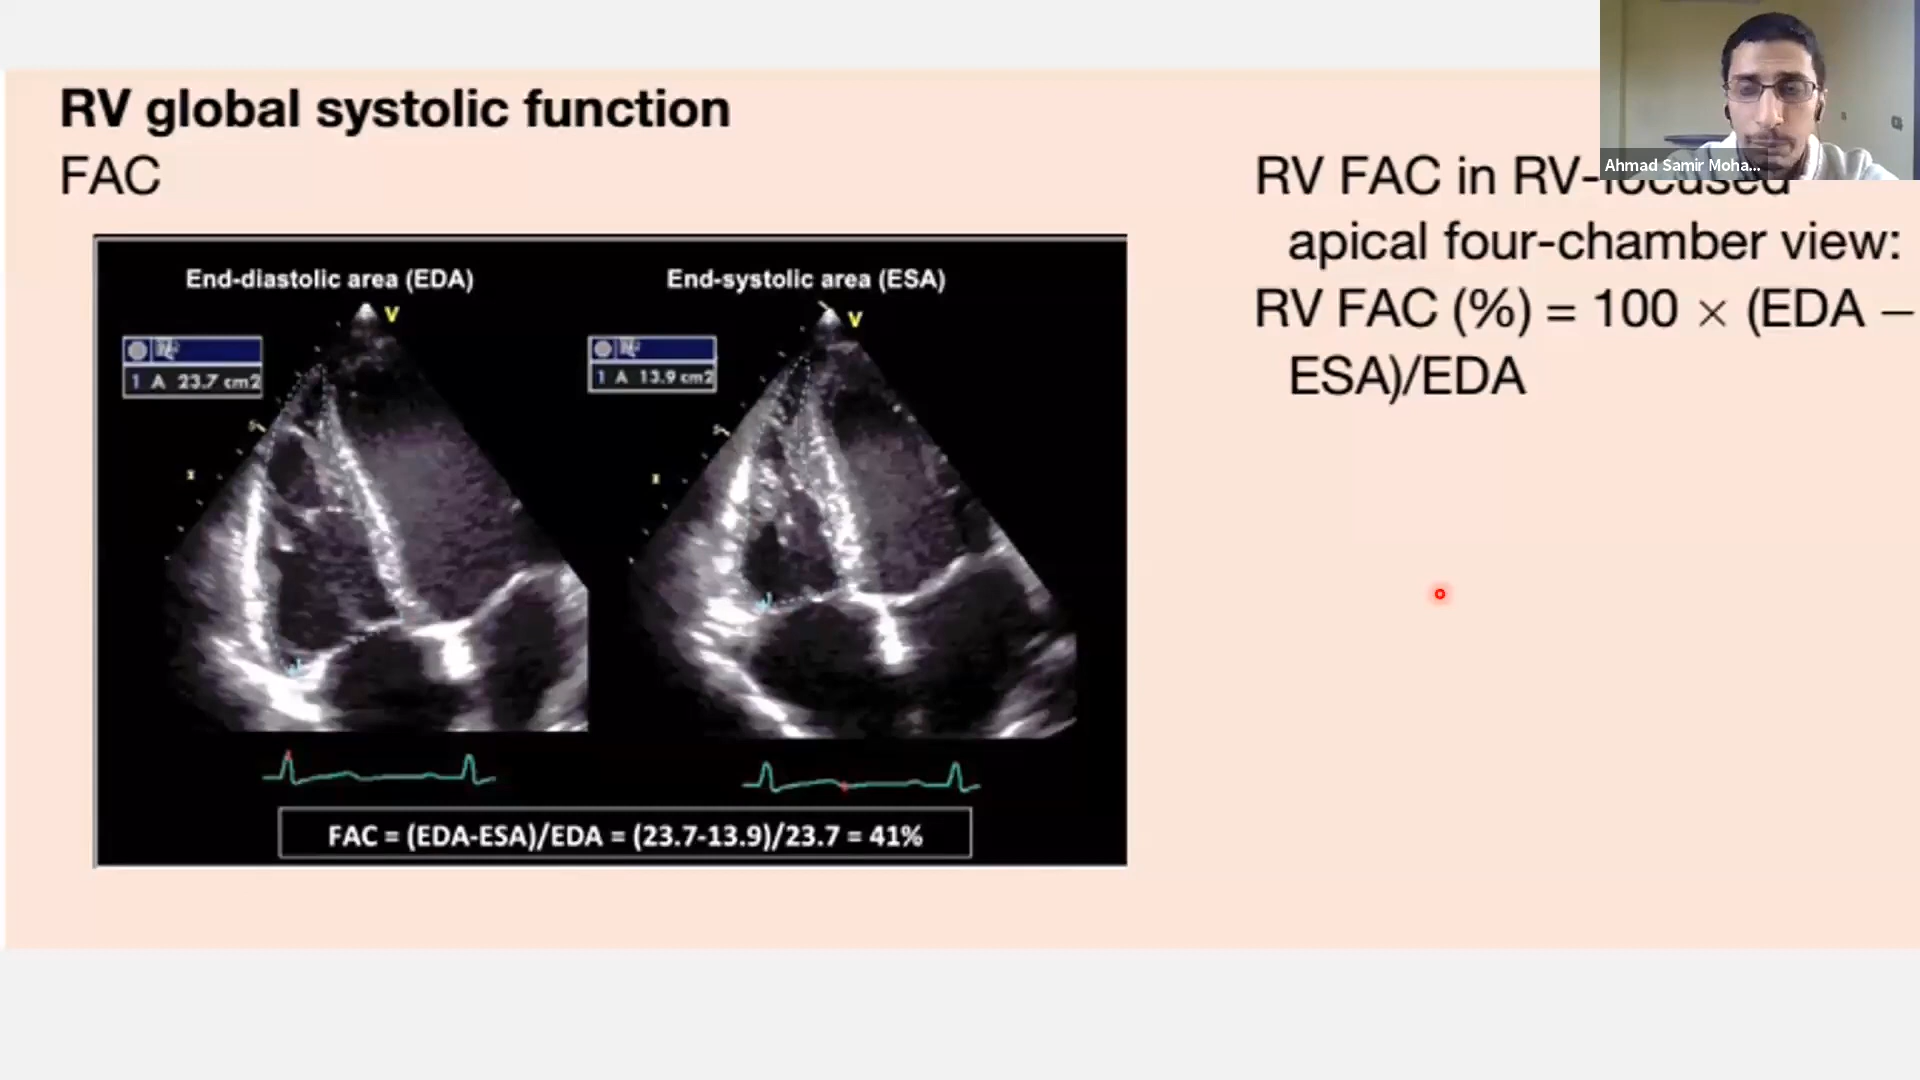 RV global systolic function
FAC
Ahmad Samir Moha...
RV FAC in RV-focused
apical four-chamber view:
RV FAC (%) = 100 × (EDA –
ESA)/EDA
End-diastolic area (EDA)
End-systolic area (ESA)
V
V
1 A 23.7 cm2
1 A 13.9 cm2
FAC = (EDA-ESA)/EDA = (23.7-13.9)/23.7 = 41%